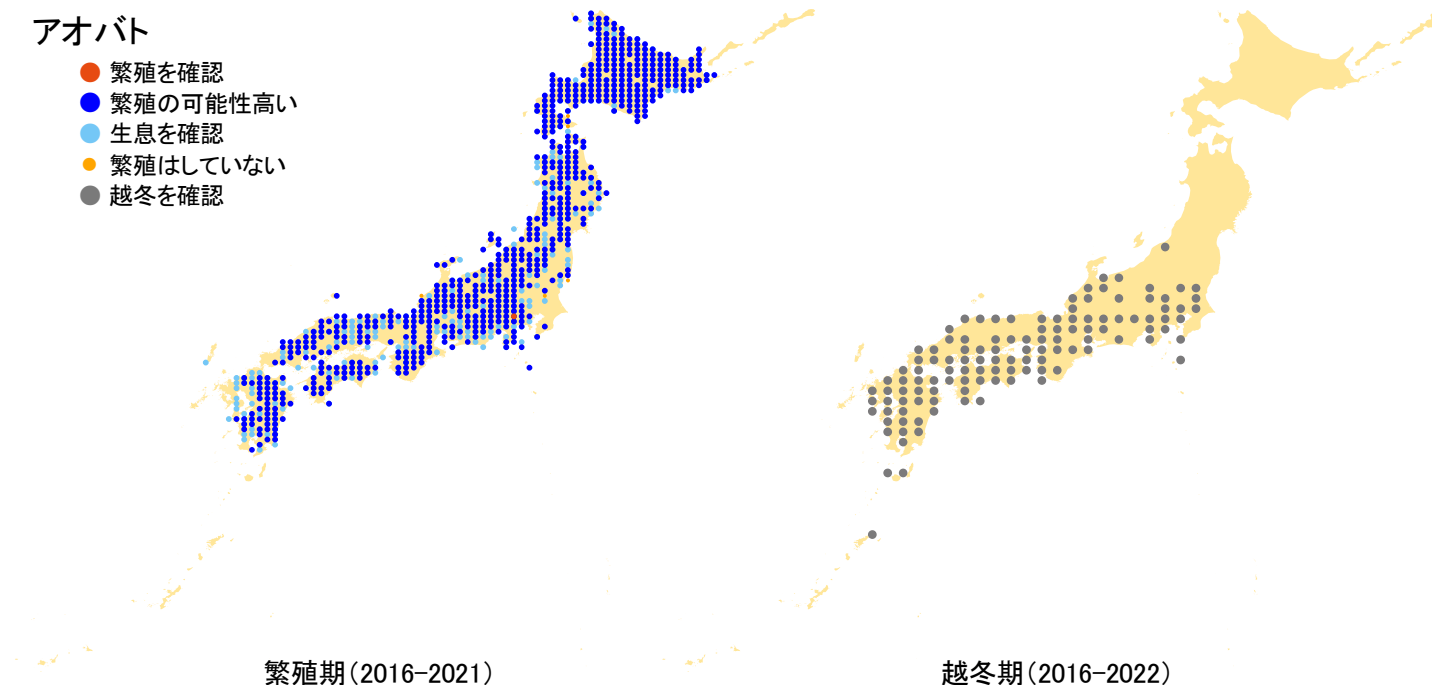 アオバト
繁殖を確認
繁殖の可能性高い
生息を確認
繁殖はしていない
越冬を確認
繁殖期（2016-2021）
越冬期（2016-2022）